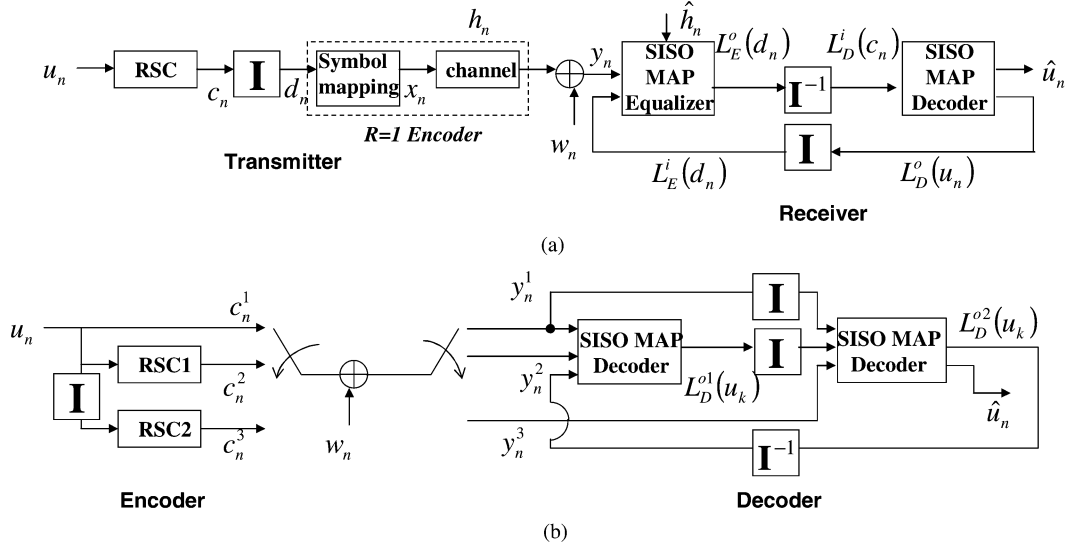 h_n
ĥ_n
u_n
RSC
c_n
I
d_n
Symbol mapping
x_n
channel
R=1 Encoder
Transmitter
w_n
y_n
SISO MAP Equalizer
L_E^o(d_n)
I^{-1}
L_D^i(c_n)
SISO MAP Decoder
û_n
I
L_E^i(d_n)
L_D^o(u_n)
Receiver
(a)
u_n
c_n^1
RSC1
c_n^2
I
RSC2
c_n^3
Encoder
w_n
y_n^1
y_n^2
y_n^3
SISO MAP Decoder
L_D^{o1}(u_k)
I
I
SISO MAP Decoder
L_D^{o2}(u_k)
û_n
I^{-1}
Decoder
(b)